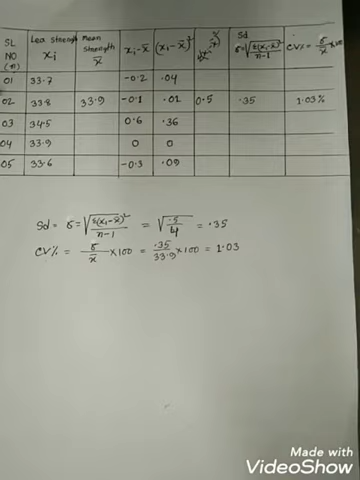 SL NO (n) Lea Strength xi Mean Strength x̄ xi-x̄ (xi-x̄)² Sd σ=√Σ(xi-x̄)²/n-1 CV%= σ/x̄ ×100
01 33.7 -0.2 .04
02 33.8 33.9 -0.1 .01 0.5 .35 1.03%
03 34.5 0.6 .36
04 33.9 0 0
05 33.6 -0.3 .09
Sd = σ=√Σ(xi-x̄)²/n-1 = √.5/4 = .35
CV% = σ/x̄ ×100 = .35/33.9 ×100 = 1.03
Made with
VideoShow